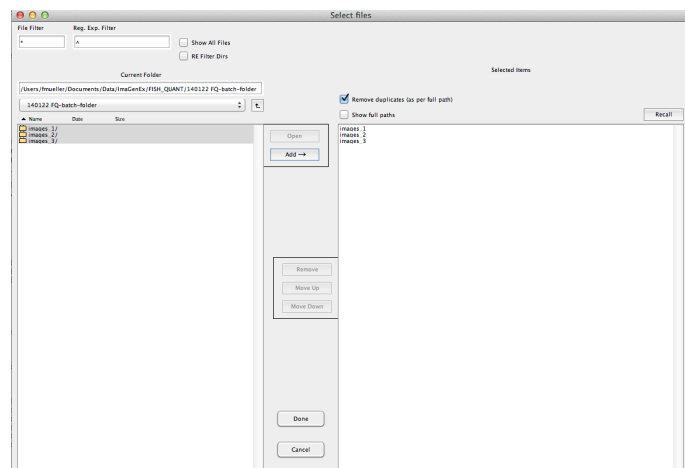 Select files
File Filter
Reg. Exp. Filter
*
^
Show All Files
RE Filter Dirs
Current Folder
/Users/fmueller/Documents/Data/ImaGenEx/FISH_QUANT/140122 FQ-batch-folder
140122 FQ-batch-folder
Name Date Size
images_1/
images_2/
images_3/
Open
Add →
Remove
Move Up
Move Down
Done
Cancel
Selected Items
Remove duplicates (as per full path)
Show full paths
Recall
images_1
images_2
images_3